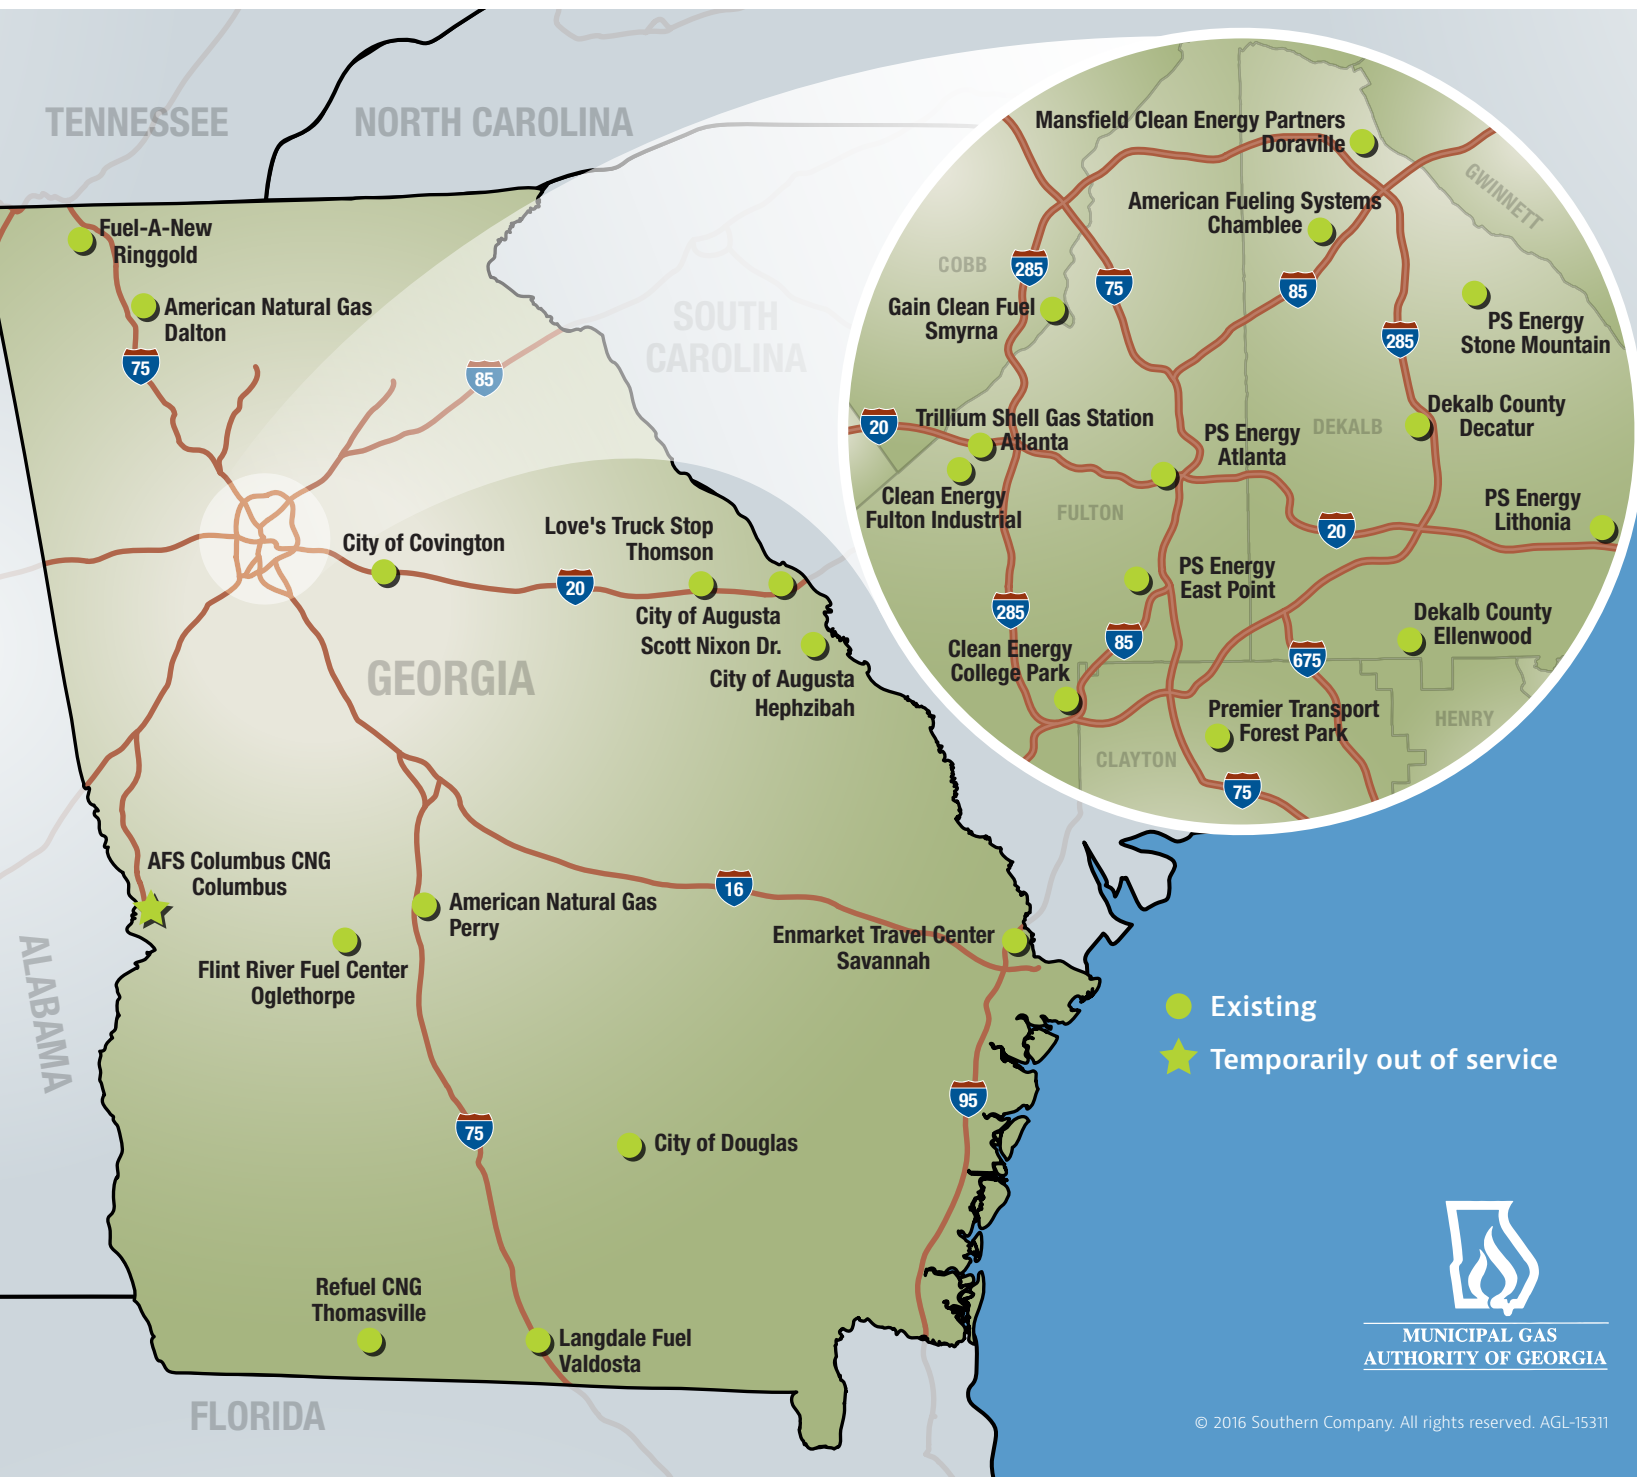 TENNESSEE
NORTH CAROLINA
SOUTH
CAROLINA
GEORGIA
ALABAMA
FLORIDA
Fuel-A-New
Ringgold
American Natural Gas
Dalton
75
85
City of Covington
20
Love's Truck Stop
Thomson
City of Augusta
Scott Nixon Dr.
City of Augusta
Hephzibah
AFS Columbus CNG
Columbus
Flint River Fuel Center
Oglethorpe
American Natural Gas
Perry
16
Enmarket Travel Center
Savannah
95
75
City of Douglas
Refuel CNG
Thomasville
Langdale Fuel
Valdosta
Mansfield Clean Energy Partners
Doraville
GWINNETT
American Fueling Systems
Chamblee
COBB
285
75
85
Gain Clean Fuel
Smyrna
PS Energy
Stone Mountain
285
20
Trillium Shell Gas Station
Atlanta
PS Energy
Atlanta
DEKALB
Dekalb County
Decatur
Clean Energy
Fulton Industrial
FULTON
PS Energy
Lithonia
20
PS Energy
East Point
285
85
Clean Energy
College Park
Dekalb County
Ellenwood
675
Premier Transport
Forest Park
HENRY
CLAYTON
75
Existing
Temporarily out of service
MUNICIPAL GAS
AUTHORITY OF GEORGIA
© 2016 Southern Company. All rights reserved. AGL-15311